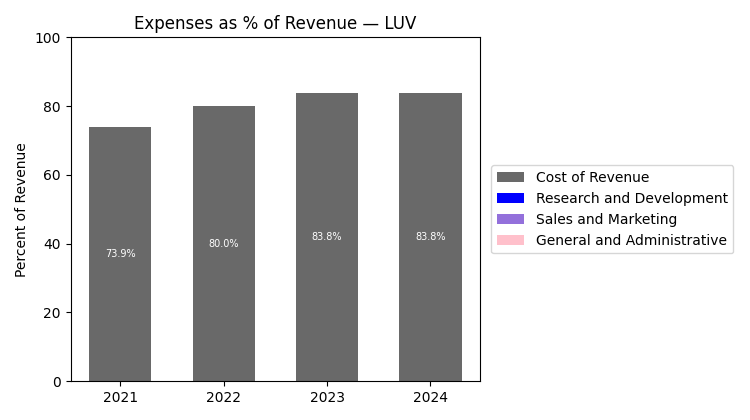 Expenses as % of Revenue — LUV
Percent of Revenue
100
80
60
40
20
0
73.9%
80.0%
83.8%
83.8%
2021
2022
2023
2024
Cost of Revenue
Research and Development
Sales and Marketing
General and Administrative